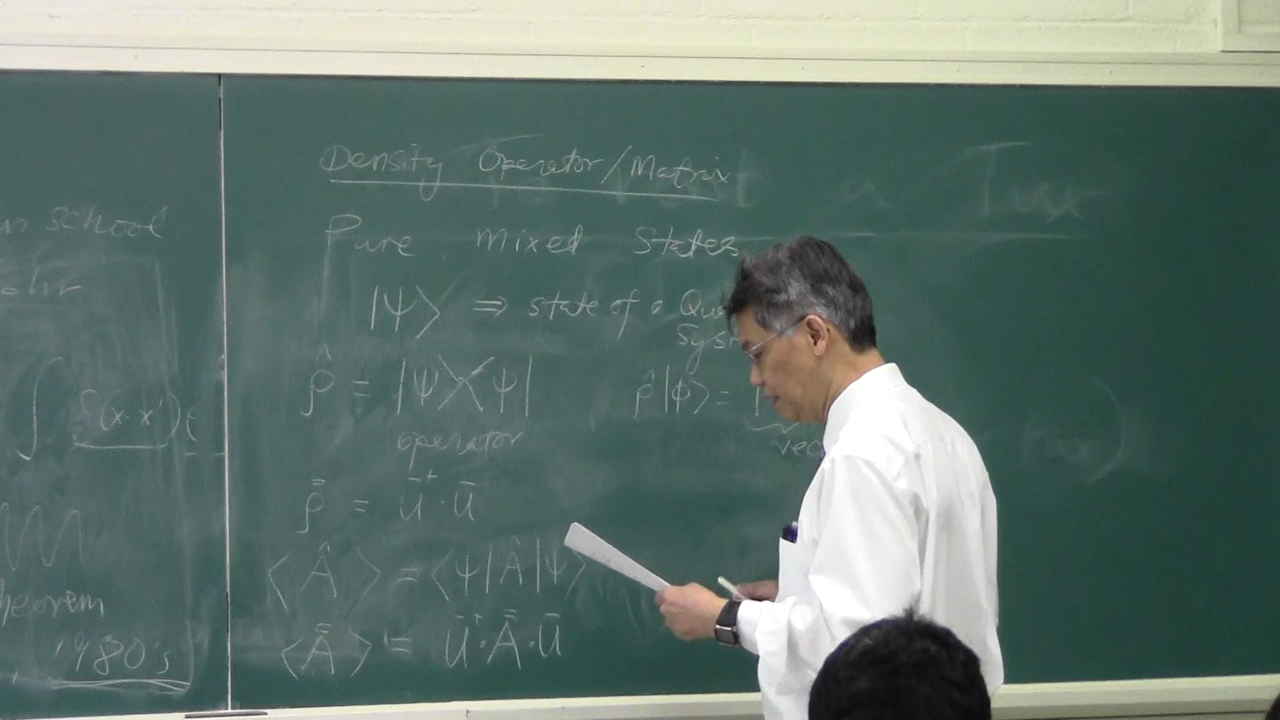 school
∫ δ(x-x')
heorem
1980's
Density Operator/Matrix
Pure mixed States
|ψ⟩ ⇒ state of a Qu
Sys
ρ̂ = |ψ⟩⟨ψ| ρ̂|φ⟩ =
operator vec
ρ̿ = ū⁺·ū
⟨Â⟩ = ⟨ψ|Â|ψ⟩
⟨A̿⟩ = ū⁺·A̿·ū